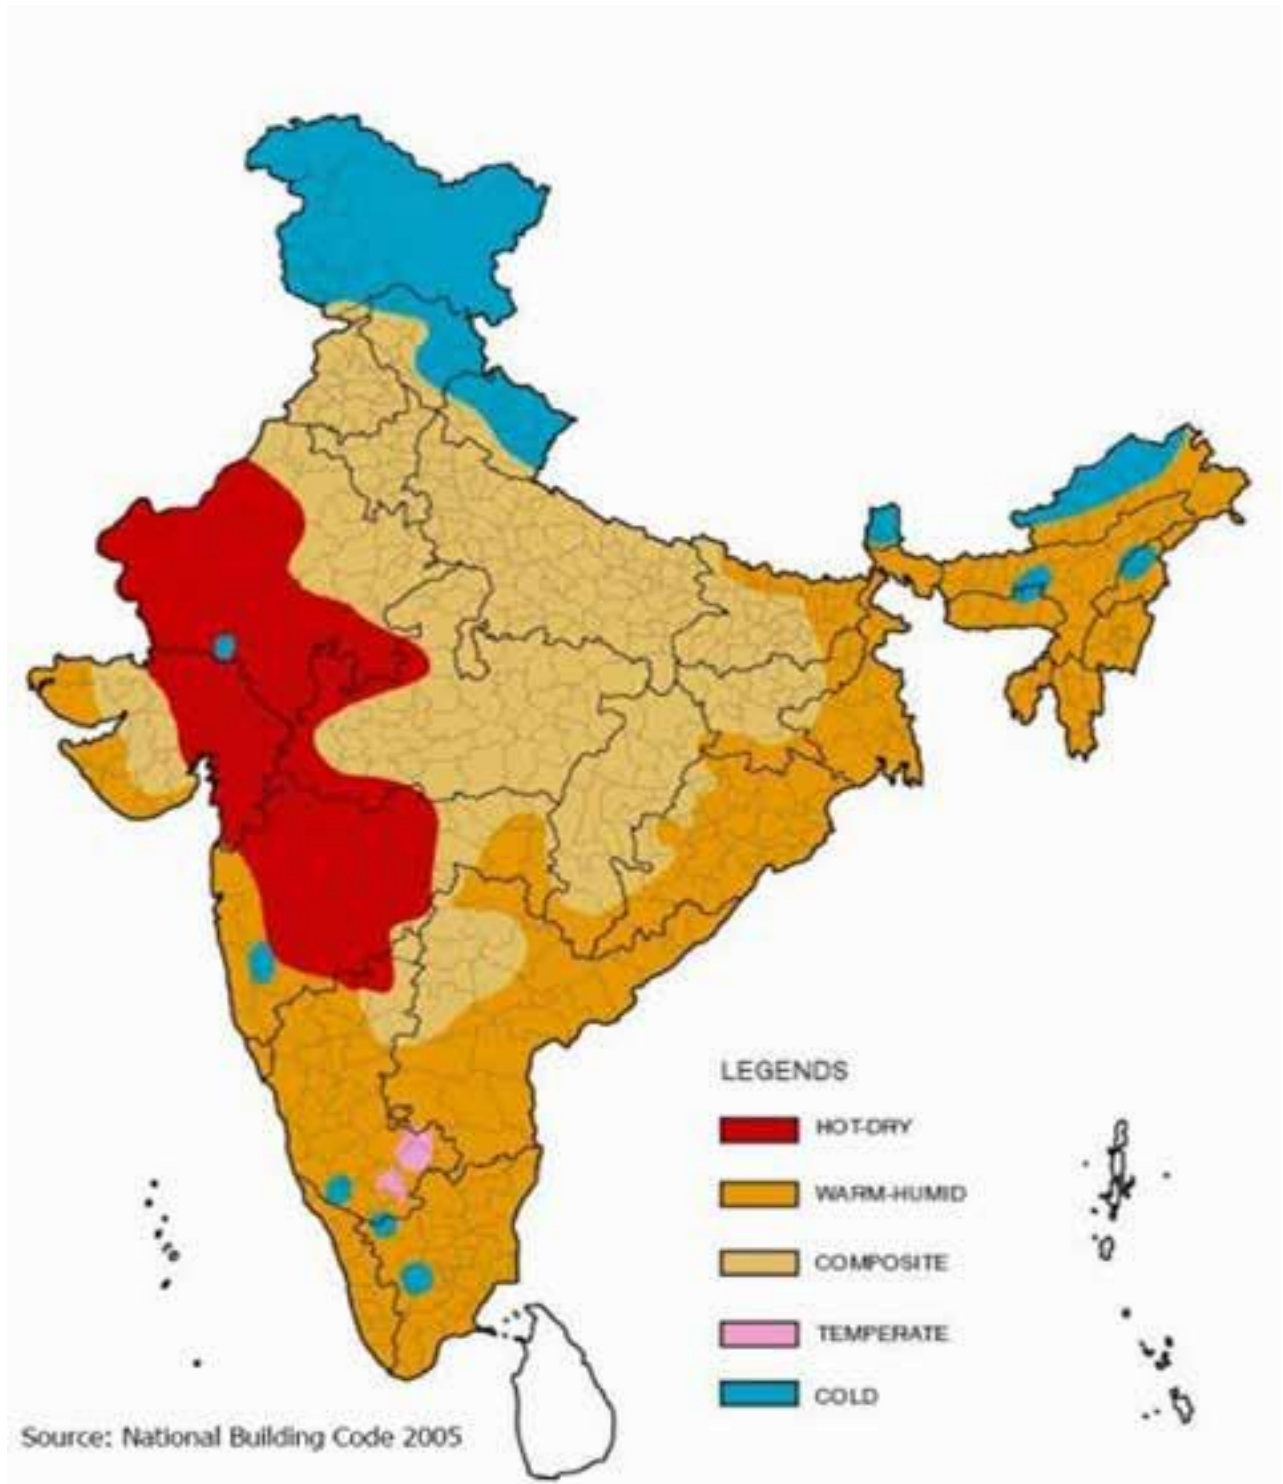 LEGENDS
HOT-DRY
WARM-HUMID
COMPOSITE
TEMPERATE
COLD
Source: National Building Code 2005